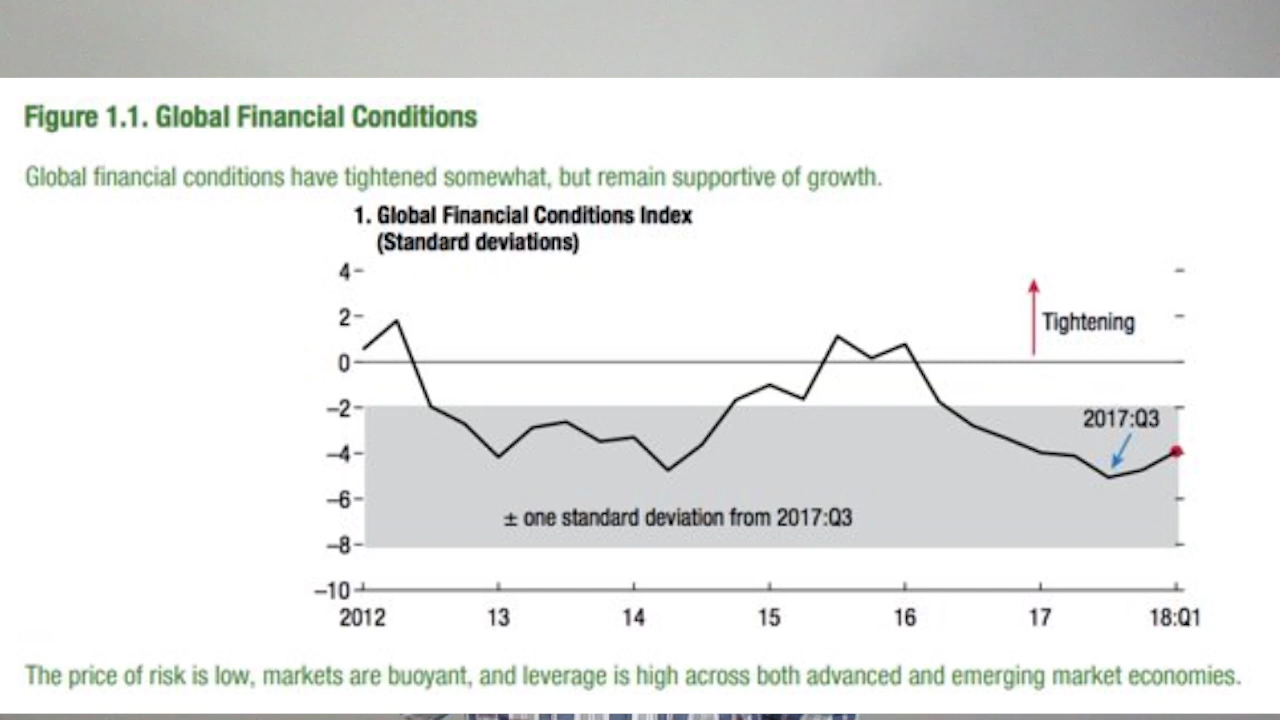 Figure 1.1. Global Financial Conditions
Global financial conditions have tightened somewhat, but remain supportive of growth.
1. Global Financial Conditions Index
(Standard deviations)
4
2
0
–2
–4
–6
–8
–10
Tightening
2017:Q3
± one standard deviation from 2017:Q3
2012 13 14 15 16 17 18:Q1
The price of risk is low, markets are buoyant, and leverage is high across both advanced and emerging market economies.